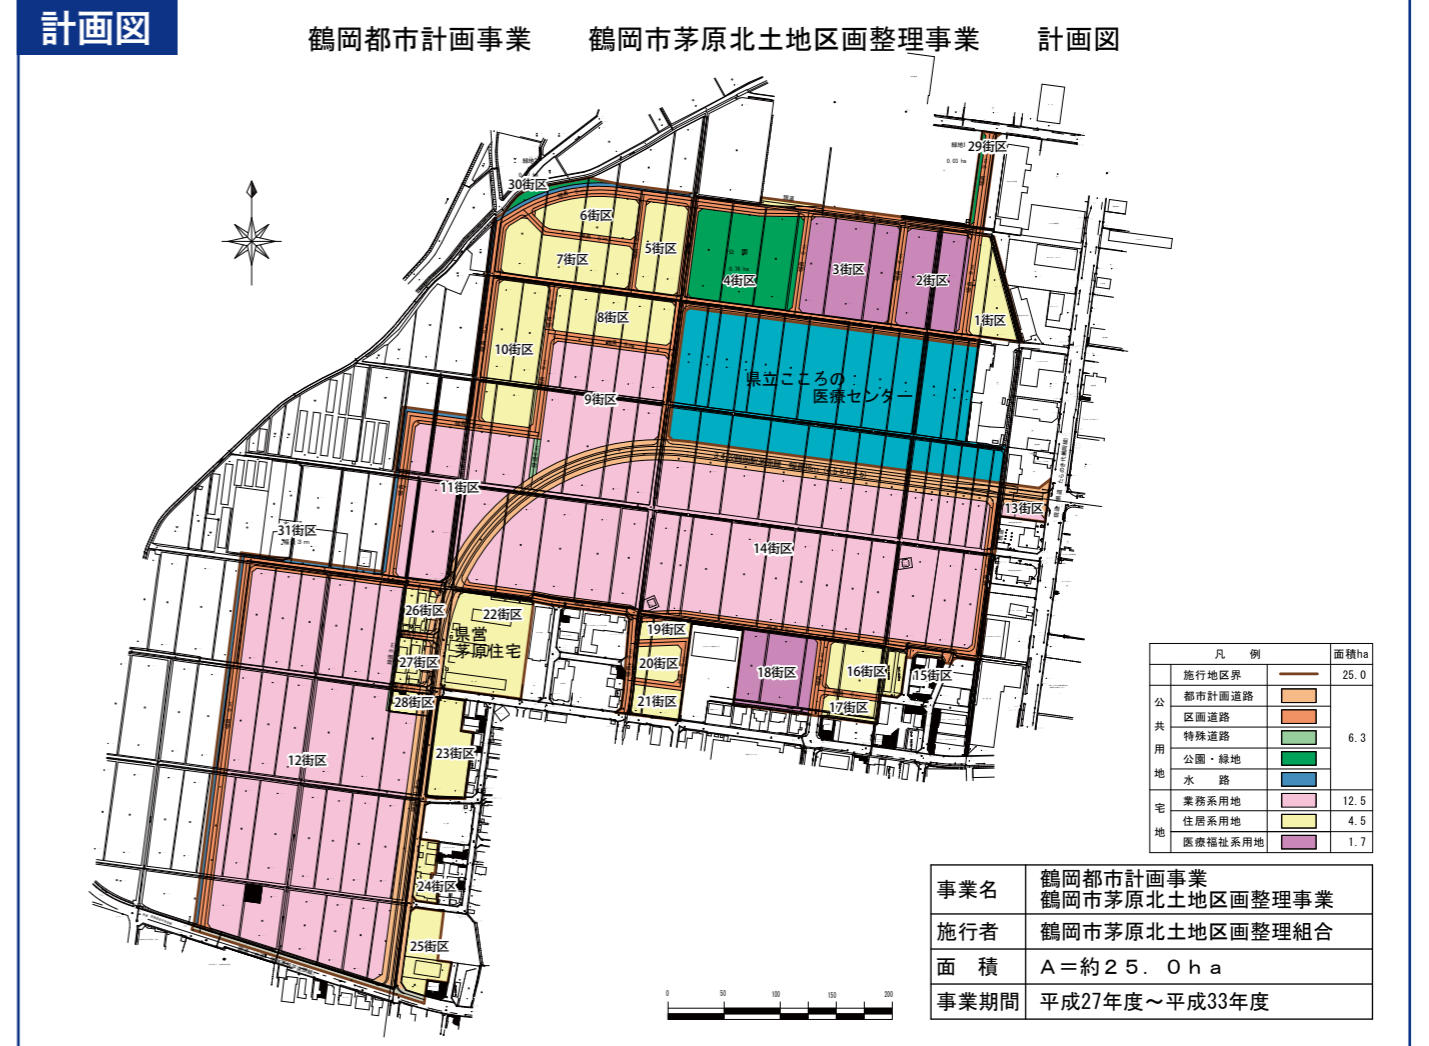 計画図
鶴岡都市計画事業　鶴岡市茅原北土地区画整理事業　計画図
29街区
30街区
6街区
5街区
7街区
公園
4街区
3街区
2街区
1街区
8街区
10街区
県立こころの
医療センター
9街区
11街区
13街区
31街区
14街区
26街区
22街区
県営
茅原住宅
19街区
27街区
20街区
18街区
16街区
15街区
28街区
21街区
17街区
23街区
12街区
24街区
25街区
凡　例 面積ha
施行地区界 25.0
公共用地
都市計画道路
区画道路
特殊道路
6.3
公園・緑地
水　路
宅地
業務系用地 12.5
住居系用地 4.5
医療福祉系用地 1.7
事業名 鶴岡都市計画事業
鶴岡市茅原北土地区画整理事業
施行者 鶴岡市茅原北土地区画整理組合
面　積 A＝約25．0ha
事業期間 平成27年度～平成33年度
0 50 100 150 200